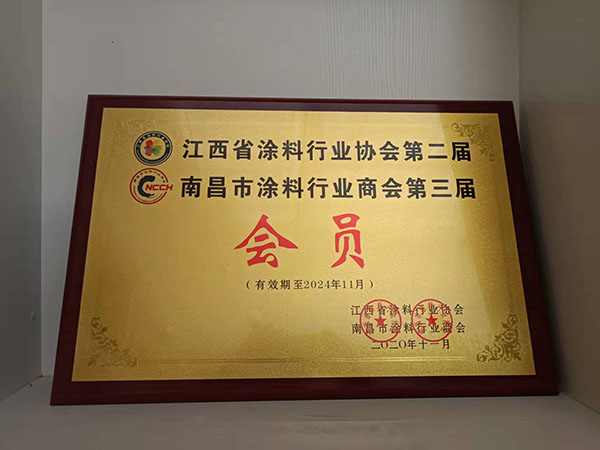 江西省涂料行业协会第二届
NCCH
南昌市涂料行业商会第三届
会员
(有效期至2024年11月)
江西省涂料行业协会
南昌市涂料行业商会
二〇二〇年十一月